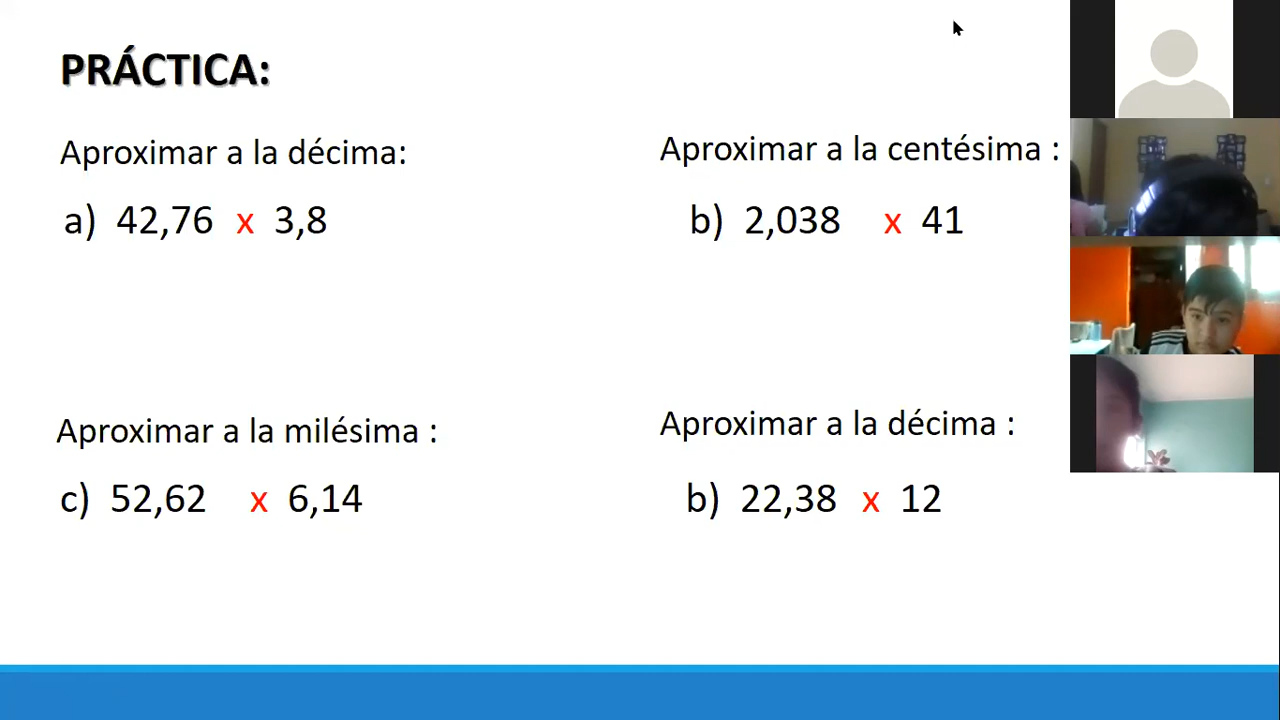 PRÁCTICA:
Aproximar a la décima:
a) 42,76 x 3,8
Aproximar a la centésima :
b) 2,038 x 41
Aproximar a la milésima :
c) 52,62 x 6,14
Aproximar a la décima :
b) 22,38 x 12